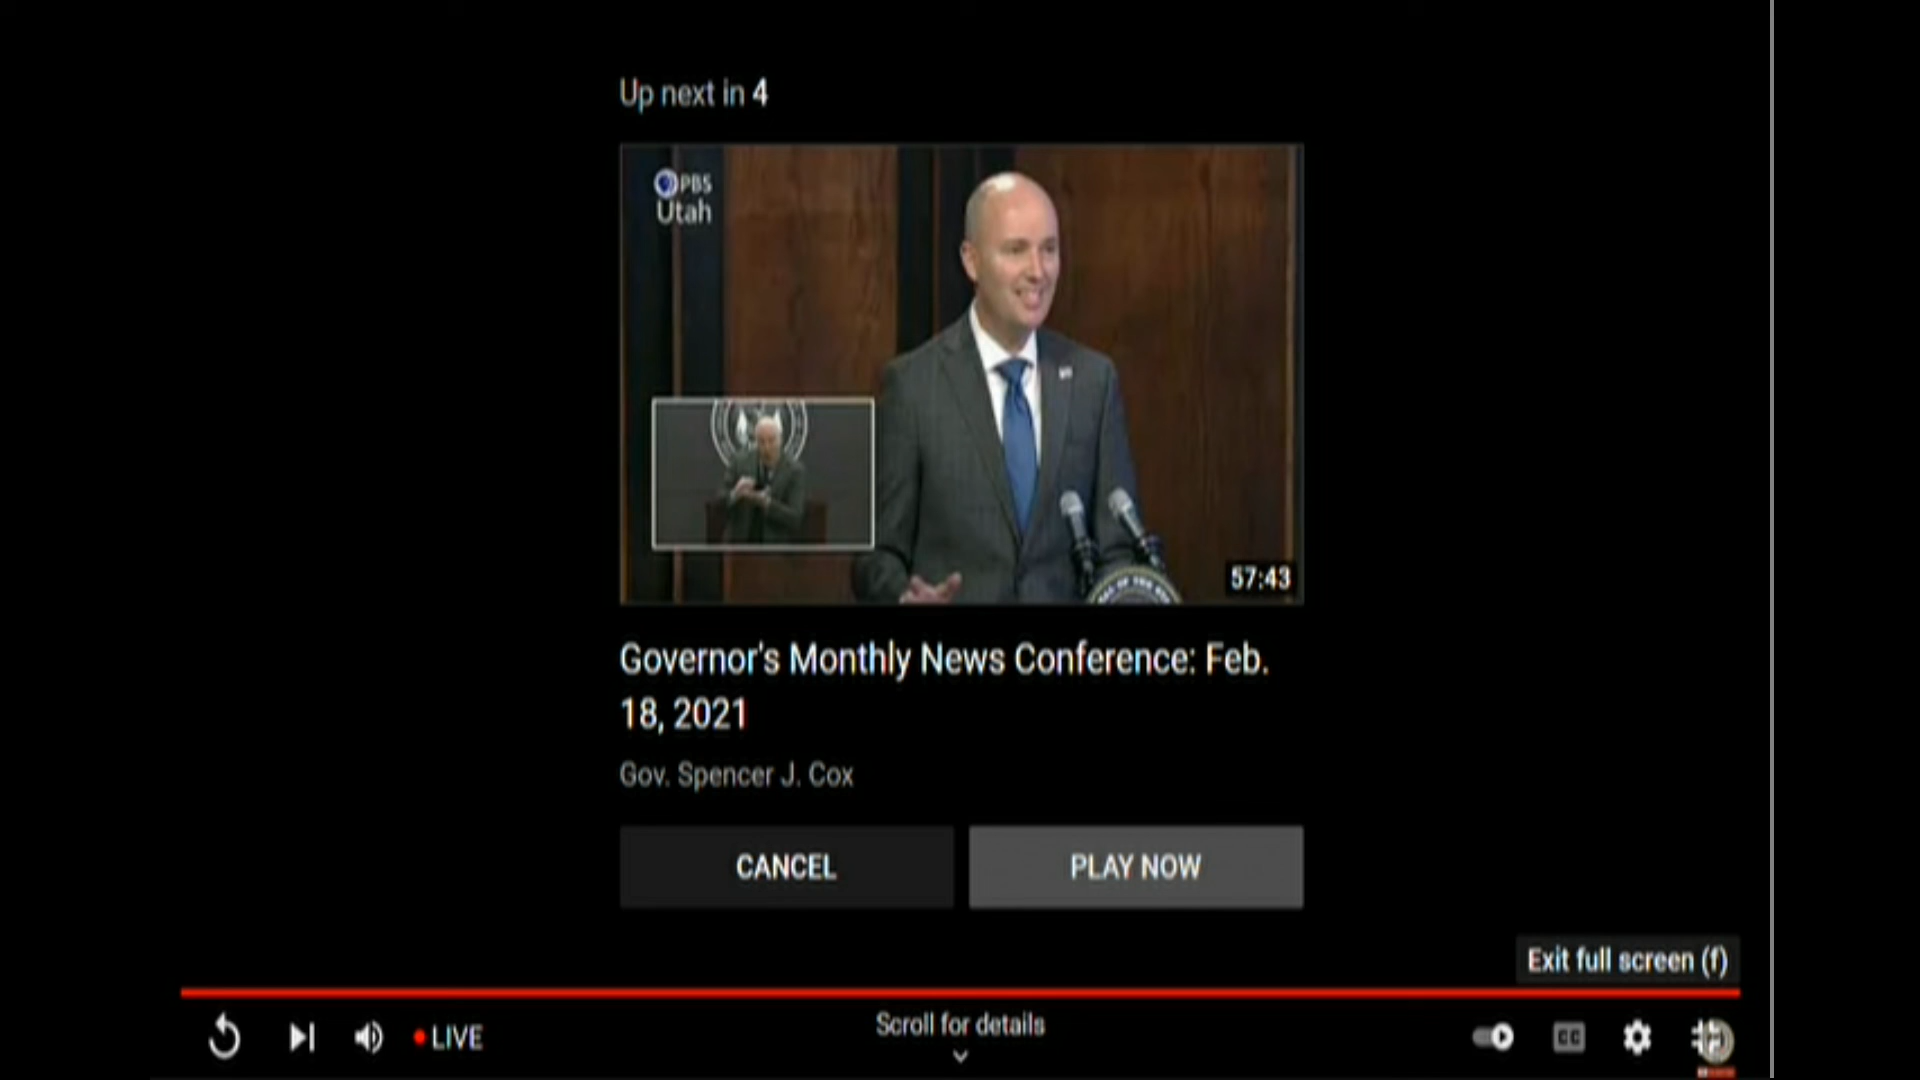 Up next in 4
PBS
Utah
57:43
Governor's Monthly News Conference: Feb.
18, 2021
Gov. Spencer J. Cox
CANCEL
PLAY NOW
Exit full screen (f)
LIVE
Scroll for details
CC